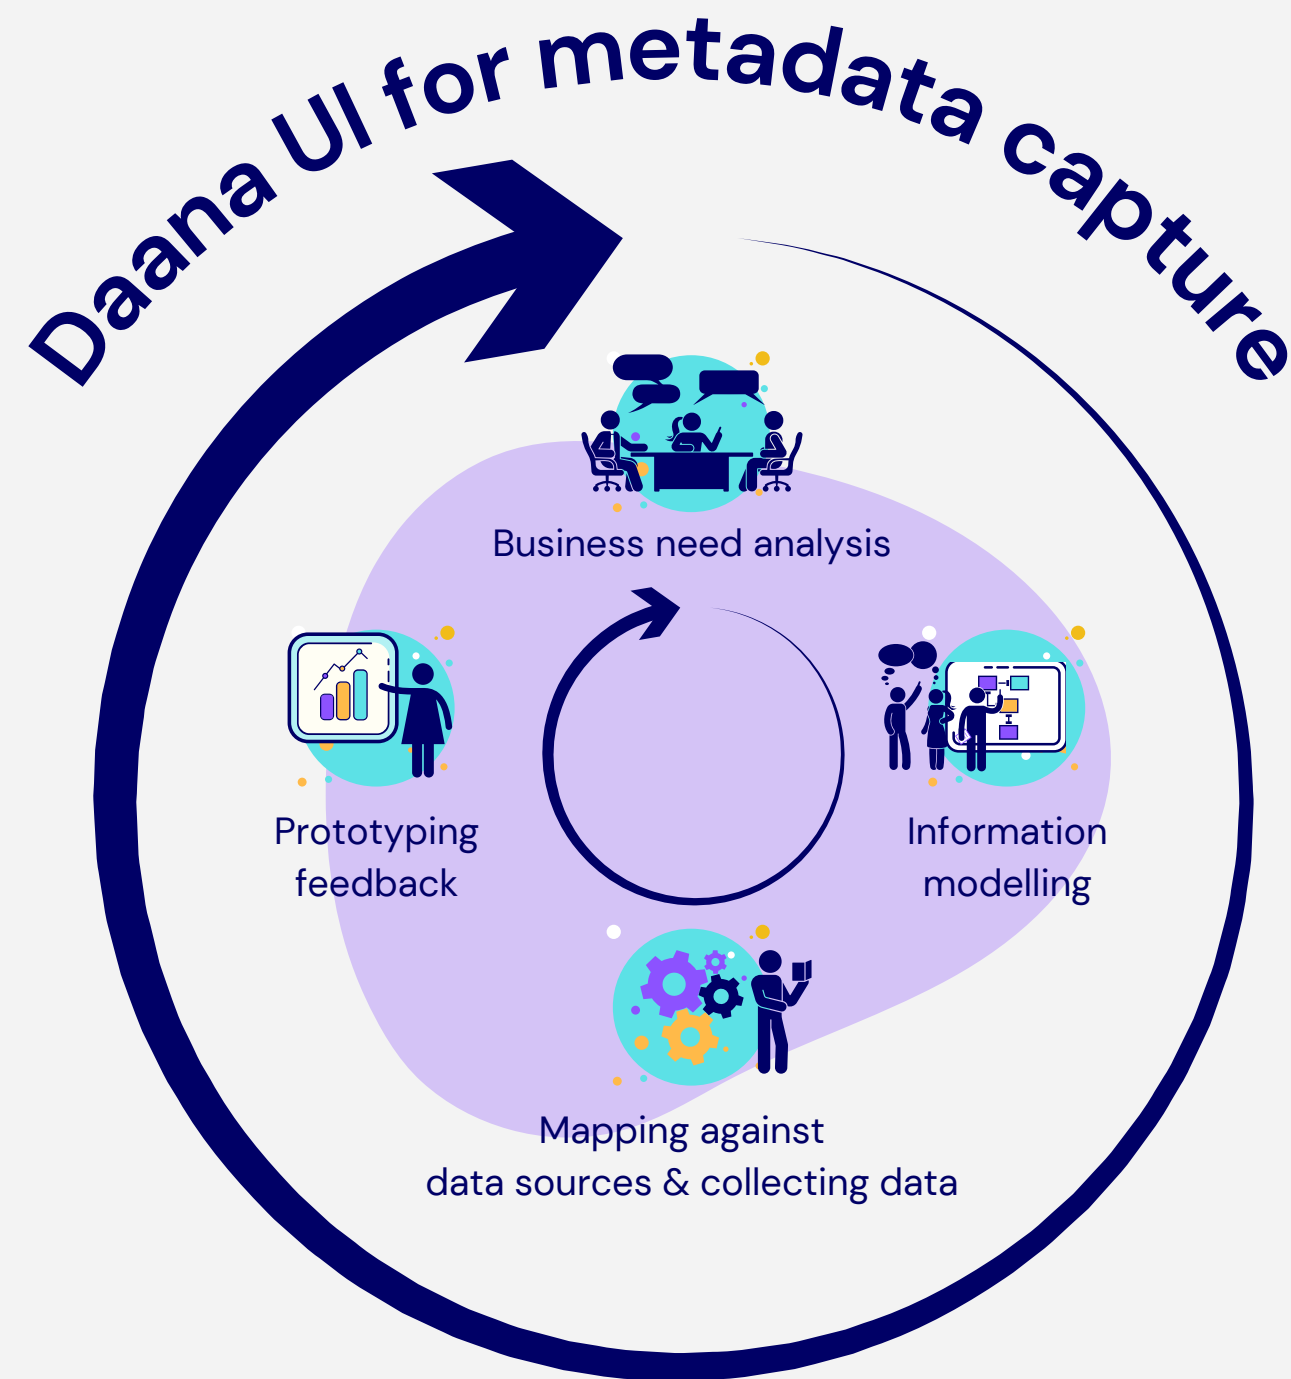 Daana UI for metadata capture
Business need analysis
Prototyping
feedback
Information
modelling
Mapping against
data sources & collecting data